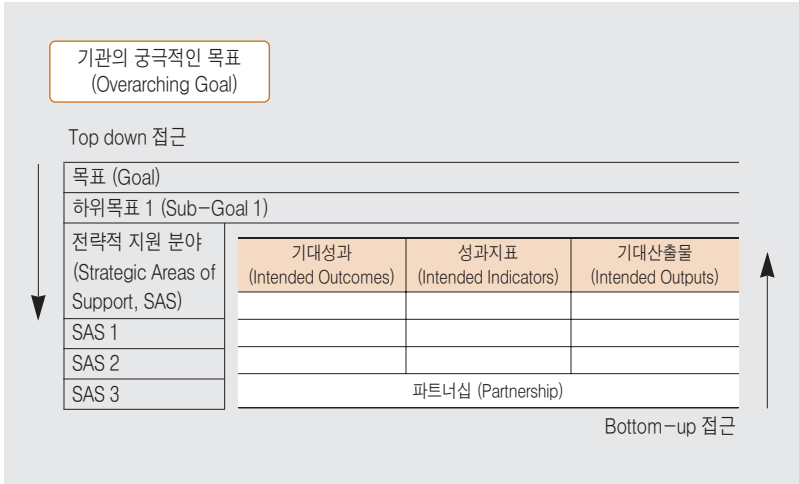 기관의 궁극적인 목표
(Overarching Goal)
Top down 접근
목표 (Goal)
하위목표 1 (Sub-Goal 1)
전략적 지원 분야
(Strategic Areas of
Support, SAS)
SAS 1
SAS 2
SAS 3
기대성과
(Intended Outcomes)
성과지표
(Intended Indicators)
기대산출물
(Intended Outputs)
파트너십 (Partnership)
Bottom-up 접근